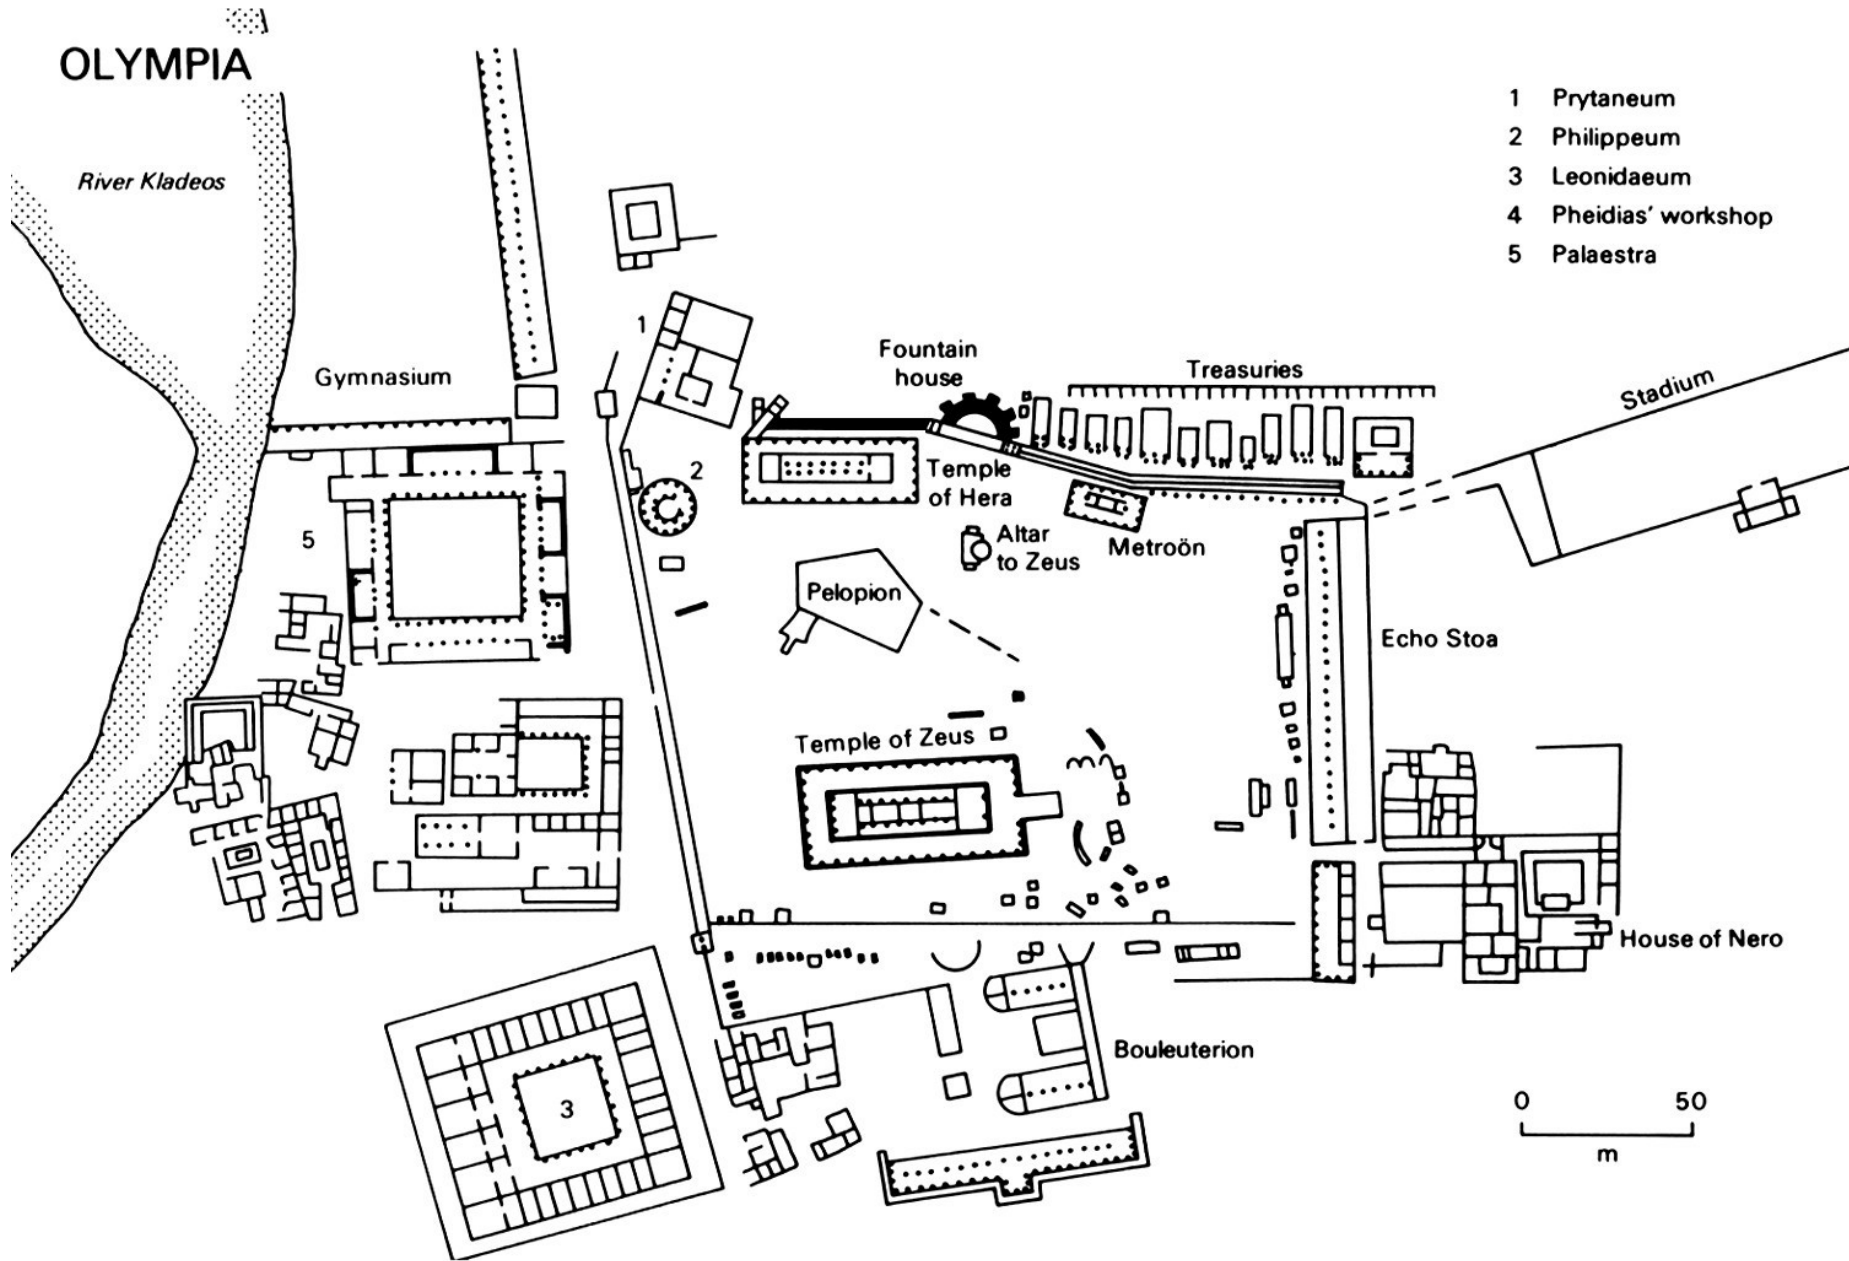 OLYMPIA
River Kladeos
1 Prytaneum
2 Philippeum
3 Leonidaeum
4 Pheidias' workshop
5 Palaestra
1
Gymnasium
Fountain
house
Treasuries
Stadium
2
Temple
of Hera
5
Altar
to Zeus
Metroön
Pelopion
Echo Stoa
Temple of Zeus
House of Nero
Bouleuterion
3
0 50
m